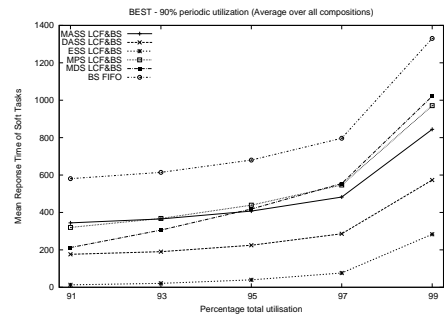 BEST - 90% periodic utilization (Average over all compositions)
1400
1200
1000
800
600
400
200
0
Mean Reponse Time of Soft Tasks
MASS LCF&BS
DASS LCF&BS
ESS LCF&BS
MPS LCF&BS
MDS LCF&BS
BS FIFO
91
93
95
97
99
Percentage total utilisation